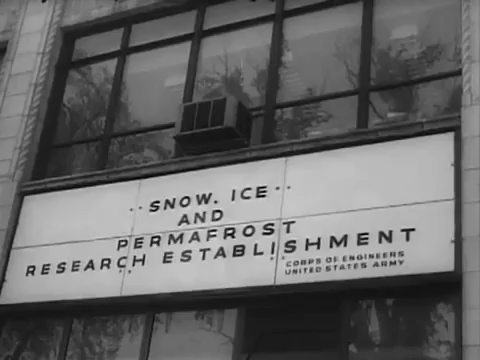 SNOW, ICE
AND
PERMAFROST
RESEARCH ESTABLISHMENT
CORPS OF ENGINEERS
UNITED STATES ARMY